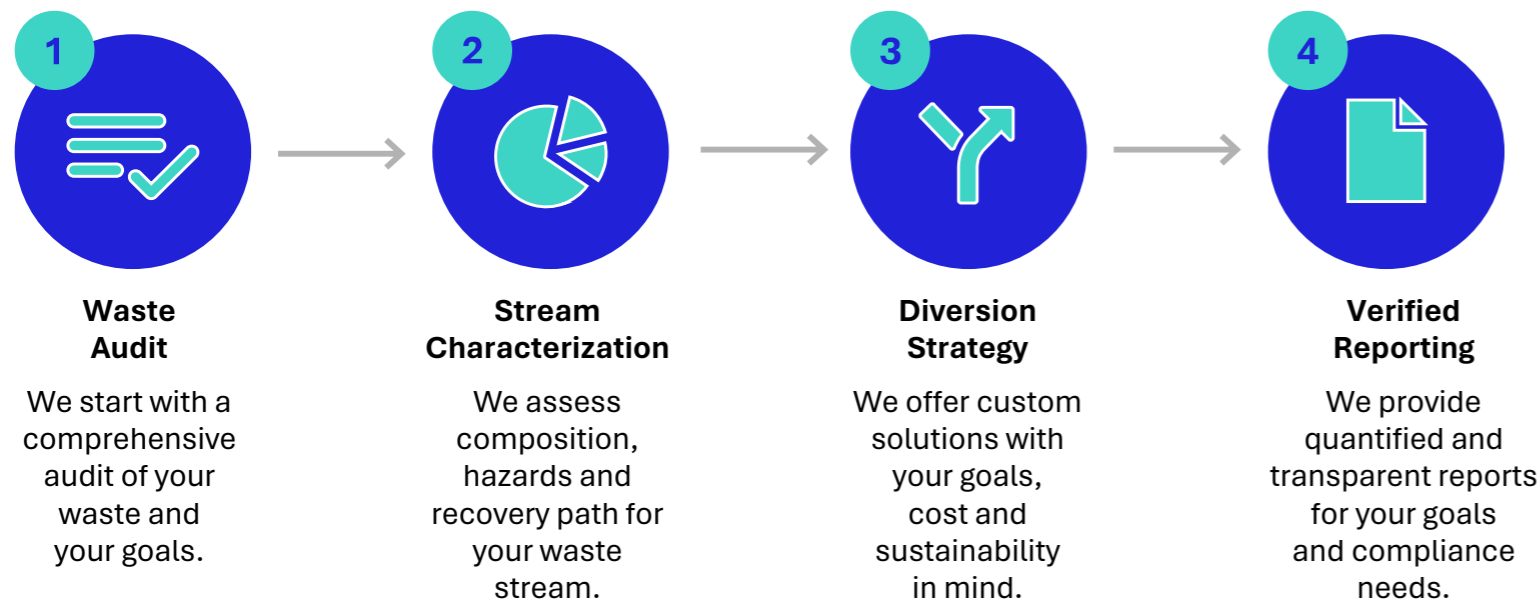 1
Waste
Audit
We start with a
comprehensive
audit of your
waste and
your goals.
2
Stream
Characterization
We assess
composition,
hazards and
recovery path for
your waste
stream.
3
Diversion
Strategy
We offer custom
solutions with
your goals,
cost and
sustainability
in mind.
4
Verified
Reporting
We provide
quantified and
transparent reports
for your goals
and compliance
needs.